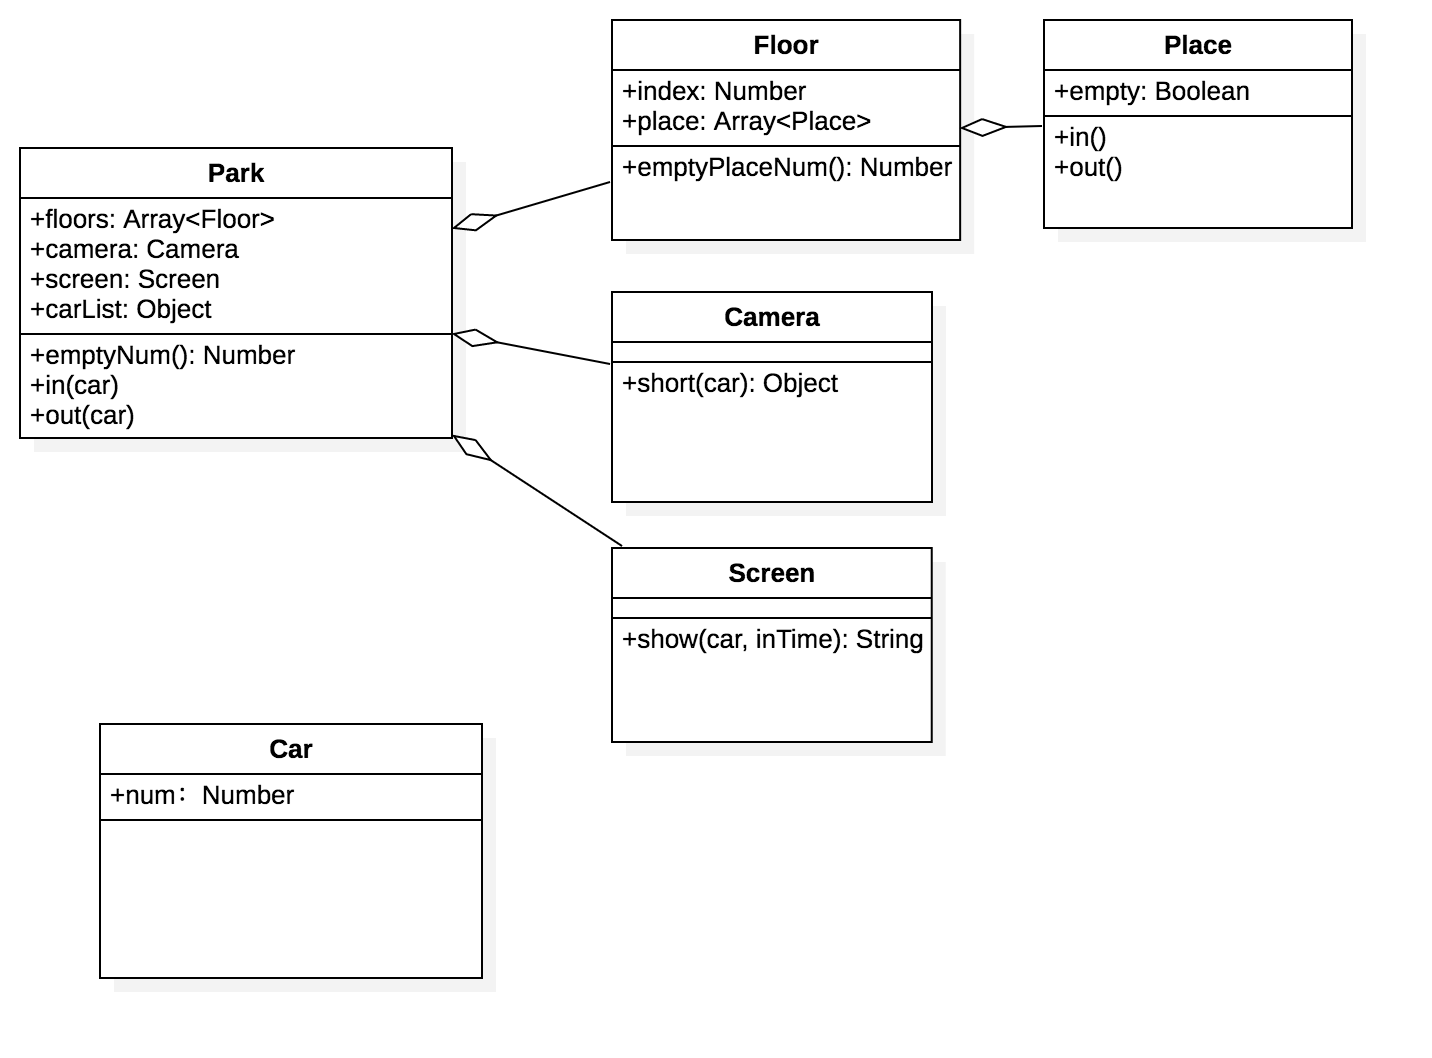 Park
+floors: Array<Floor>
+camera: Camera
+screen: Screen
+carList: Object
+emptyNum(): Number
+in(car)
+out(car)
Floor
+index: Number
+place: Array<Place>
+emptyPlaceNum(): Number
Place
+empty: Boolean
+in()
+out()
Camera
+short(car): Object
Screen
+show(car, inTime): String
Car
+num：Number